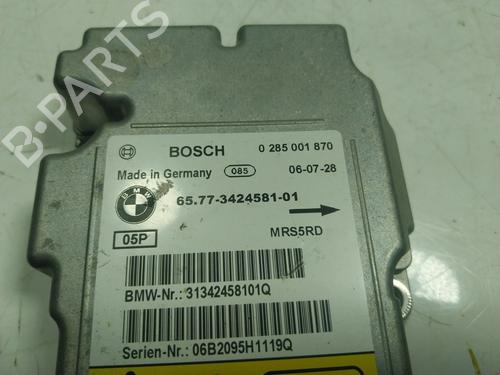 B-PARTS
BOSCH 0 285 001 870
Made in Germany 085 06-07-28
BMW
65.77-3424581-01
05P MRS5RD
BMW-Nr.: 31342458101Q
Serien-Nr.: 06B2095H1119Q